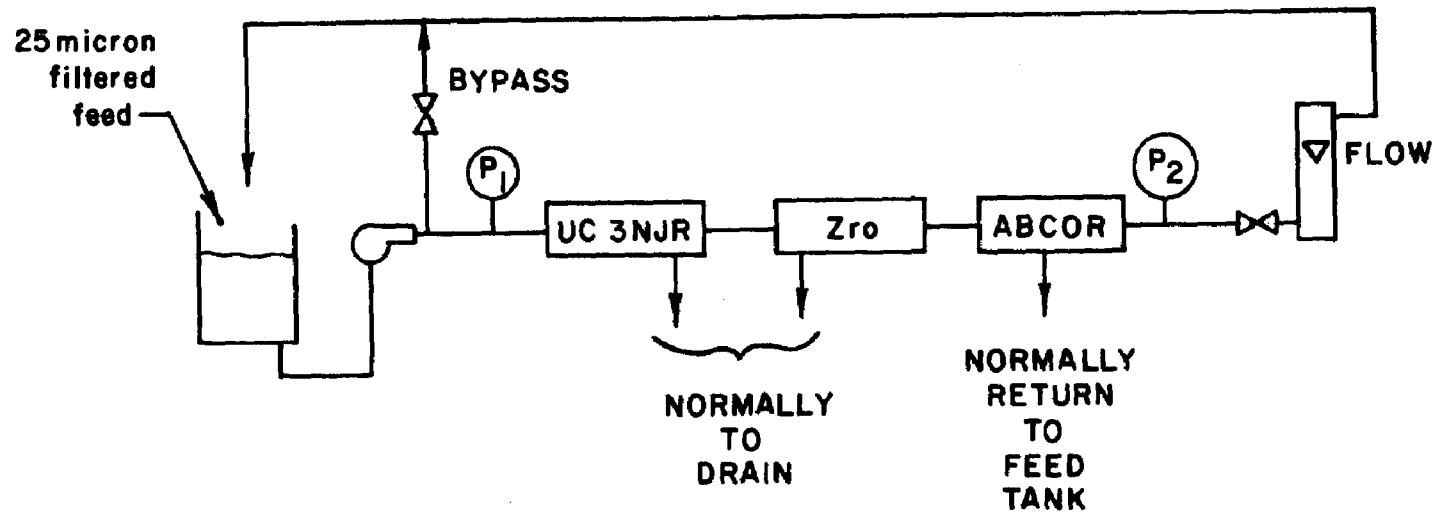 25 micron
filtered
feed
BYPASS
P1
UC 3NJR
Zro
ABCOR
P2
FLOW
NORMALLY
TO
DRAIN
NORMALLY
RETURN
TO
FEED
TANK